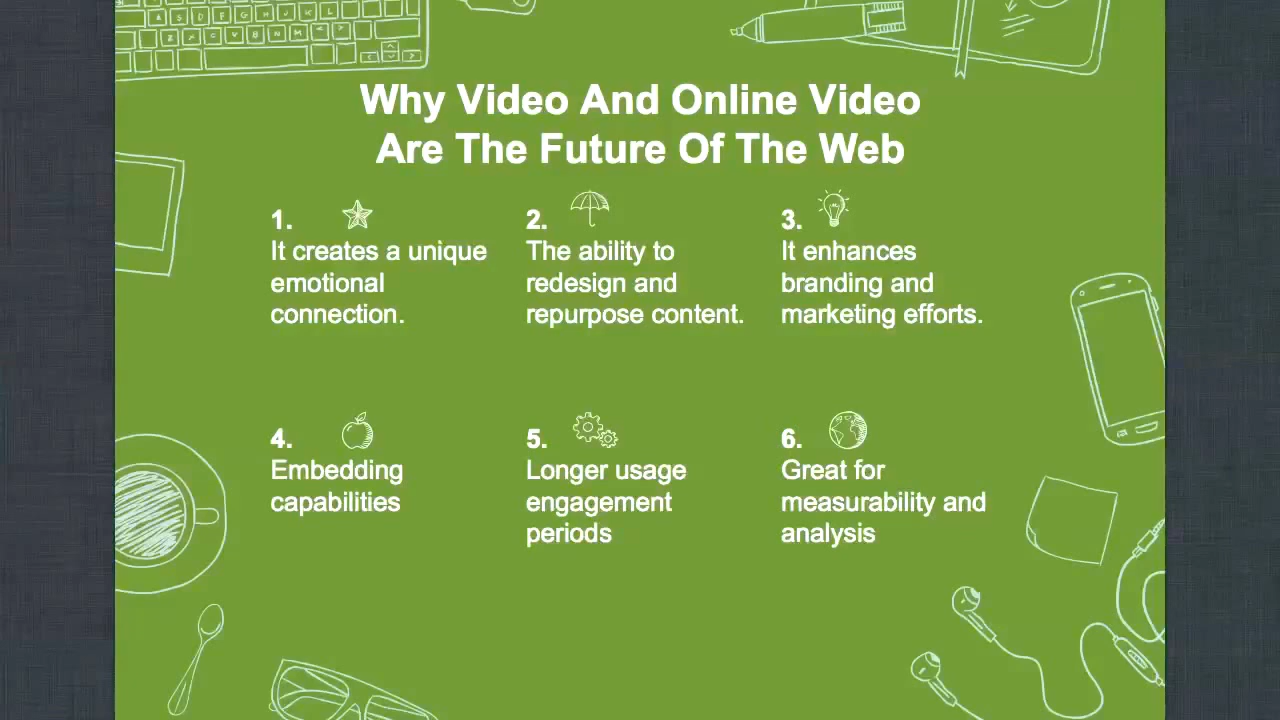 Why Video And Online Video
Are The Future Of The Web
1.
It creates a unique
emotional
connection.
2.
The ability to
redesign and
repurpose content.
3.
It enhances
branding and
marketing efforts.
4.
Embedding
capabilities
5.
Longer usage
engagement
periods
6.
Great for
measurability and
analysis